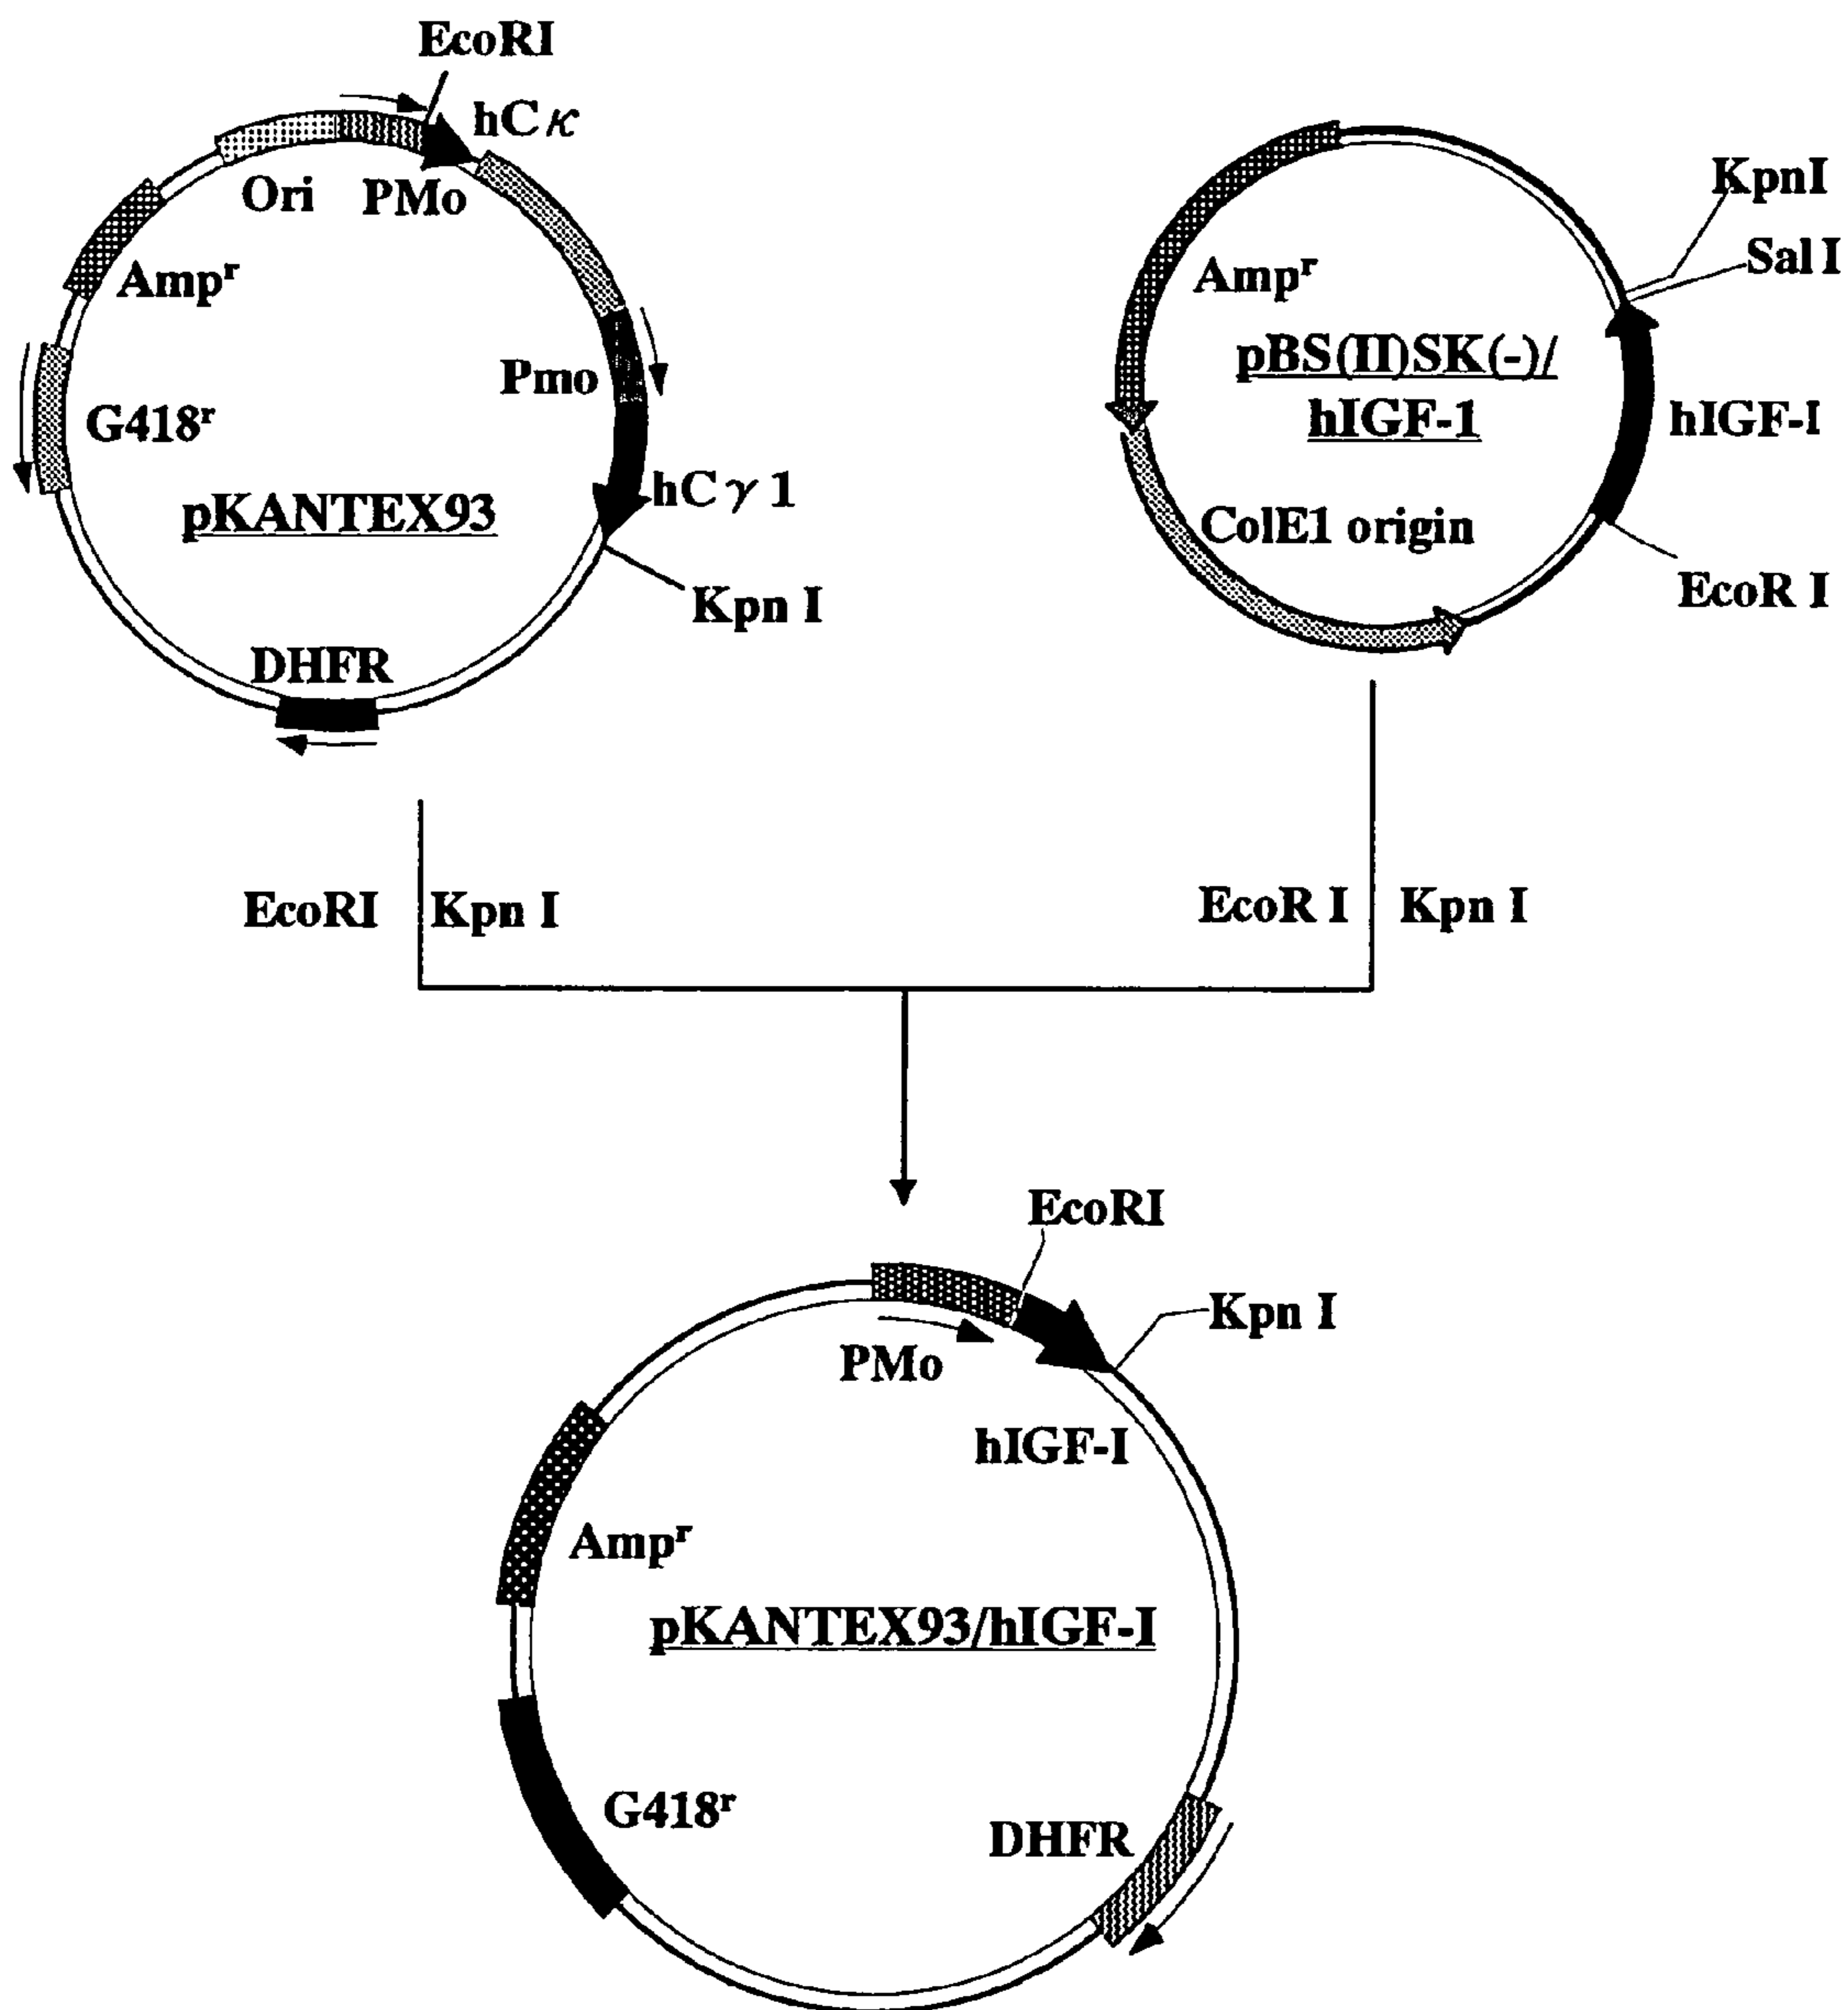 EcoRI
hCκ
Ori
PMo
Ampʳ
Pmo
G418ʳ
hCγ1
pKANTEX93
Kpn I
DHFR
KpnI
Sal I
Ampʳ
pBS(II)SK(-)/
hIGF-1
hIGF-I
ColE1 origin
EcoR I
EcoRI
Kpn I
EcoR I
Kpn I
EcoRI
Kpn I
PMo
hIGF-I
Ampʳ
pKANTEX93/hIGF-I
G418ʳ
DHFR